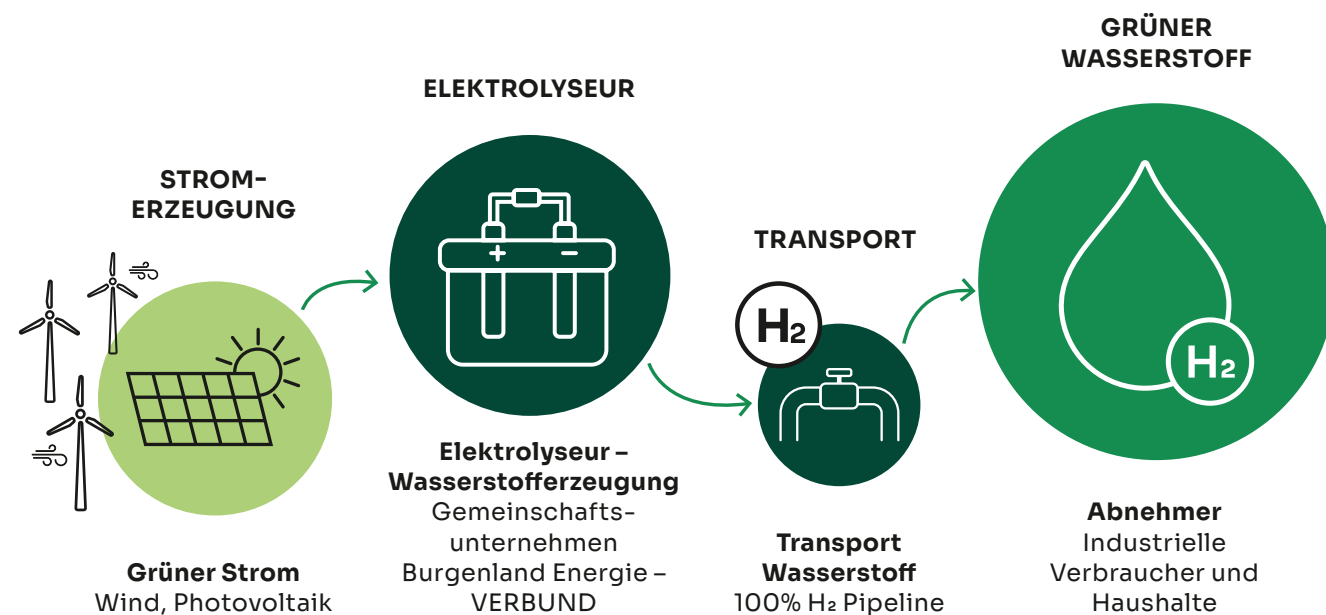 STROM-
ERZEUGUNG
Grüner Strom
Wind, Photovoltaik
ELEKTROLYSEUR
+ −
Elektrolyseur –
Wasserstofferzeugung
Gemeinschafts-
unternehmen
Burgenland Energie –
VERBUND
TRANSPORT
H₂
Transport
Wasserstoff
100% H₂ Pipeline
GRÜNER
WASSERSTOFF
H₂
Abnehmer
Industrielle
Verbraucher und
Haushalte